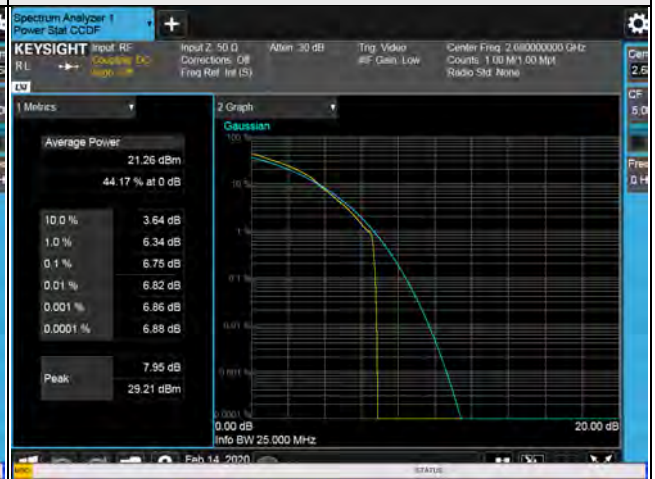 Spectrum Analyzer 1
Power Stat CCDF
+
KEYSIGHT Input: RF
Input Z: 50 Ω
Atten: 30 dB
Trig: Video
Center Freq: 2.680000000 GHz
RL
Coupling: DC
Corrections: Off
#IF Gain: Low
Counts: 1.00 M/1.00 Mpt
Align: Off
Freq Ref: Int (S)
Radio Std: None
1 Metrics
2 Graph
Average Power
21.26 dBm
44.17 % at 0 dB
10.0 % 3.64 dB
1.0 % 6.34 dB
0.1 % 6.75 dB
0.01 % 6.82 dB
0.001 % 6.86 dB
0.0001 % 6.88 dB
Peak
7.95 dB
29.21 dBm
Gaussian
100 %
10 %
1 %
0.1 %
0.01 %
0.001 %
0.0001 %
0.00 dB
20.00 dB
Info BW 25.000 MHz
Feb 14, 2020
MSG
STATUS
CF